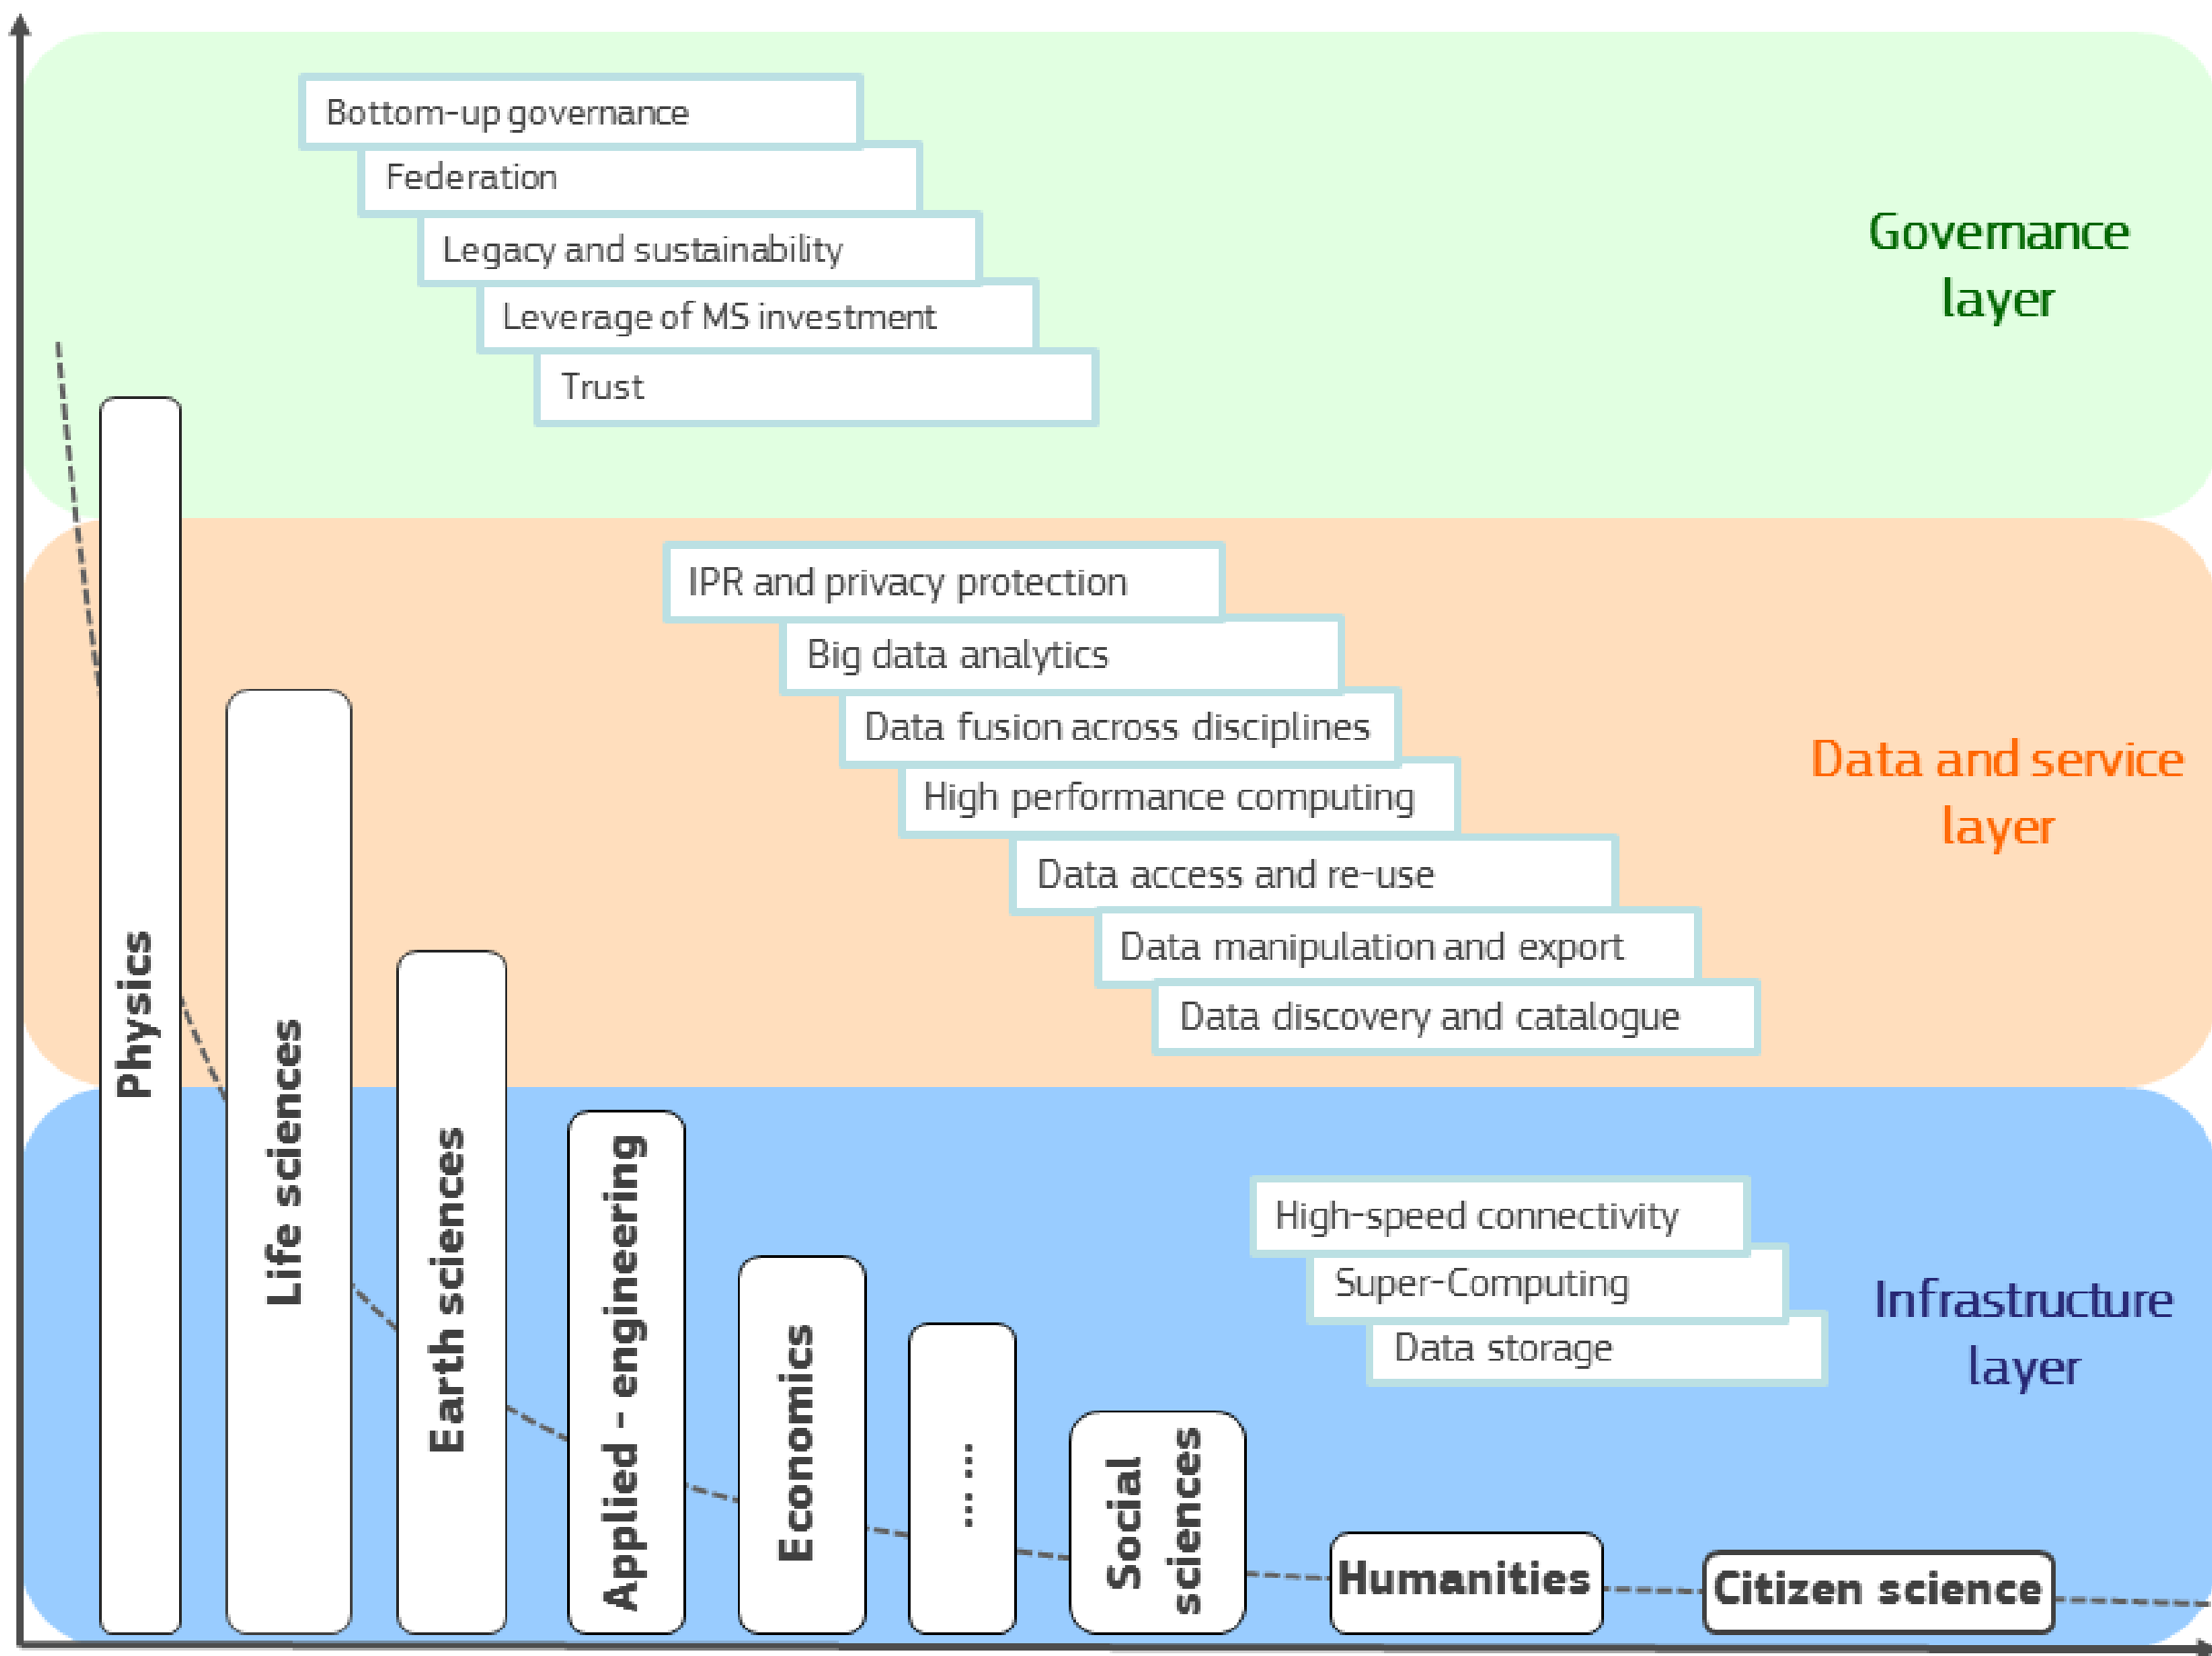 Bottom-up governance
Federation
Legacy and sustainability
Leverage of MS investment
Trust
Governance
layer
IPR and privacy protection
Big data analytics
Data fusion across disciplines
High performance computing
Data access and re-use
Data manipulation and export
Data discovery and catalogue
Data and service
layer
High-speed connectivity
Super-Computing
Data storage
Infrastructure
layer
Physics
Life sciences
Earth sciences
Applied - engineering
Economics
... ...
Social
sciences
Humanities
Citizen science